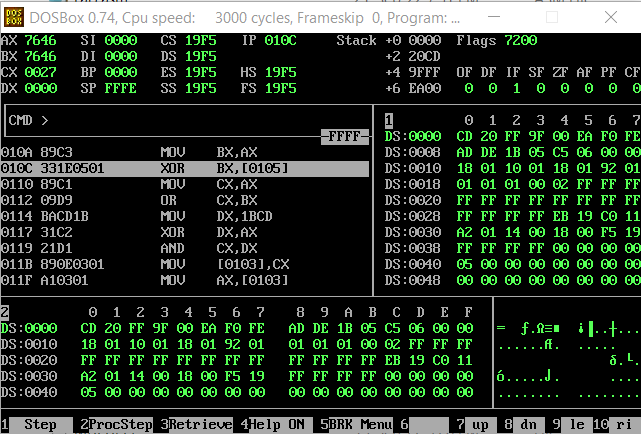 DOS BOX DOSBox 0.74, Cpu speed: 3000 cycles, Frameskip 0, Program: ...
AX 7646 SI 0000 CS 19F5 IP 010C Stack +0 0000 Flags 7200
BX 7646 DI 0000 DS 19F5 +2 20CD
CX 0027 BP 0000 ES 19F5 HS 19F5 +4 9FFF OF DF IF SF ZF AF PF CF
DX 0000 SP FFFE SS 19F5 FS 19F5 +6 EA00 0 0 1 0 0 0 0 0
CMD >
FFFF
010A 89C3 MOV BX,AX
010C 331E0501 XOR BX,[0105]
0110 89C1 MOV CX,AX
0112 09D9 OR CX,BX
0114 BACD1B MOV DX,1BCD
0117 31C2 XOR DX,AX
0119 21D1 AND CX,DX
011B 890E0301 MOV [0103],CX
011F A10301 MOV AX,[0103]
1 0 1 2 3 4 5 6 7
DS:0000 CD 20 FF 9F 00 EA F0 FE
DS:0008 AD DE 1B 05 C5 06 00 00
DS:0010 18 01 10 01 18 01 92 01
DS:0018 01 01 01 00 02 FF FF FF
DS:0020 FF FF FF FF FF FF FF FF
DS:0028 FF FF FF FF EB 19 C0 11
DS:0030 A2 01 14 00 18 00 F5 19
DS:0038 FF FF FF FF 00 00 00 00
DS:0040 05 00 00 00 00 00 00 00
DS:0048 00 00 00 00 00 00 00 00
2 0 1 2 3 4 5 6 7 8 9 A B C D E F
DS:0000 CD 20 FF 9F 00 EA F0 FE AD DE 1B 05 C5 06 00 00 = ƒ.Ω≡■ ¡▐..┼.
DS:0010 18 01 10 01 18 01 92 01 01 01 01 00 02 FF FF FF ......Æ. .....
DS:0020 FF FF FF FF FF FF FF FF FF FF FF FF EB 19 C0 11 δ.└.
DS:0030 A2 01 14 00 18 00 F5 19 FF FF FF FF 00 00 00 00 ó.....⌡. ....
DS:0040 05 00 00 00 00 00 00 00 00 00 00 00 00 00 00 00 ........ ........
1 Step 2ProcStep 3Retrieve 4Help ON 5BRK Menu 6 7 up 8 dn 9 le 10 ri